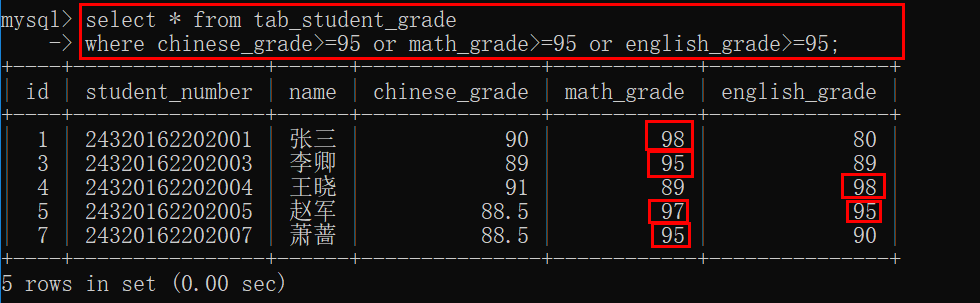 mysql> select * from tab_student_grade
-> where chinese_grade>=95 or math_grade>=95 or english_grade>=95;
+----+----------------+------+---------------+------------+---------------+
| id | student_number | name | chinese_grade | math_grade | english_grade |
+----+----------------+------+---------------+------------+---------------+
| 1 | 24320162202001 | 张三 | 90 | 98 | 80 |
| 3 | 24320162202003 | 李卿 | 89 | 95 | 89 |
| 4 | 24320162202004 | 王晓 | 91 | 89 | 98 |
| 5 | 24320162202005 | 赵军 | 88.5 | 97 | 95 |
| 7 | 24320162202007 | 萧蔷 | 88.5 | 95 | 90 |
+----+----------------+------+---------------+------------+---------------+
5 rows in set (0.00 sec)